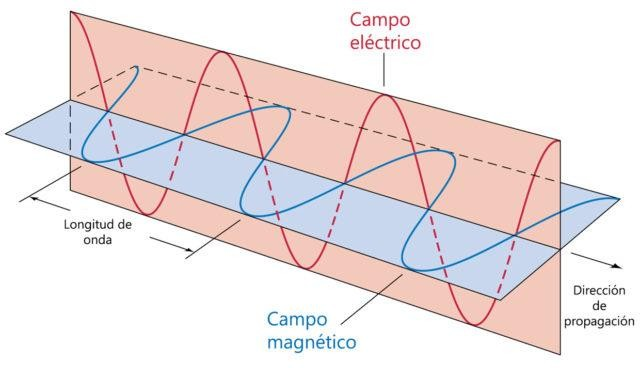 Campo
eléctrico
Longitud de
onda
Campo
magnético
Dirección
de
propagación